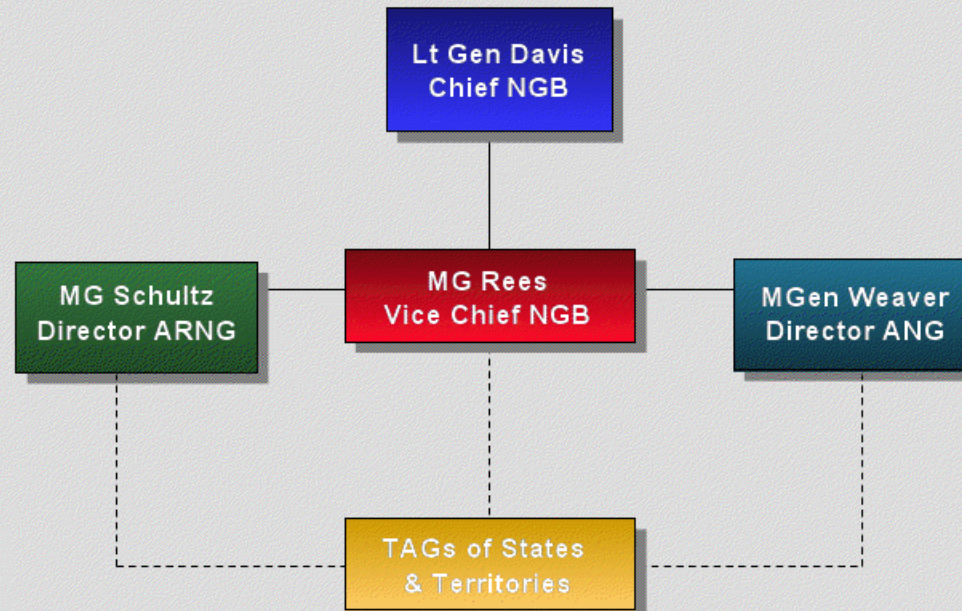 Lt Gen Davis
Chief NGB
MG Schultz
Director ARNG
MG Rees
Vice Chief NGB
MGen Weaver
Director ANG
TAGs of States
& Territories